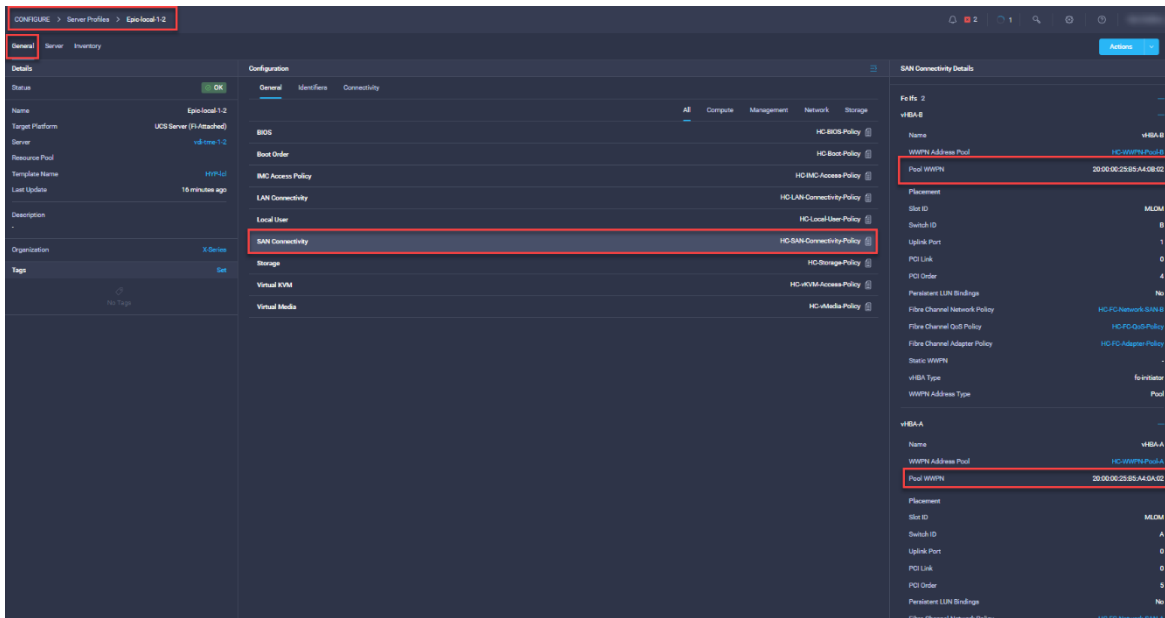 CONFIGURE > Server Profiles > Epic-local-1-2
2
1
General Server Inventory
Actions
Details
Status OK
Name Epic-local-1-2
Target Platform UCS Server (FI-Attached)
Server vdi-tme-1-2
Resource Pool
Template Name HYP-icl
Last Update 16 minutes ago
Description
-
Organization X-Series
Tags Set
No Tags
Configuration
General Identifiers Connectivity
All Compute Management Network Storage
BIOS HC-BIOS-Policy
Boot Order HC-Boot-Policy
IMC Access Policy HC-IMC-Access-Policy
LAN Connectivity HC-LAN-Connectivity-Policy
Local User HC-Local-User-Policy
SAN Connectivity HC-SAN-Connectivity-Policy
Storage HC-Storage-Policy
Virtual KVM HC-vKVM-Access-Policy
Virtual Media HC-vMedia-Policy
SAN Connectivity Details
Fc Ifs 2
vHBA-B
Name vHBA-B
WWPN Address Pool HC-WWPN-Pool-B
Pool WWPN 20:00:00:25:B5:A4:0B:02
Placement
Slot ID MLOM
Switch ID B
Uplink Port 1
PCI Link 0
PCI Order 4
Persistent LUN Bindings No
Fibre Channel Network Policy HC-FC-Network-SAN-B
Fibre Channel QoS Policy HC-FC-QoS-Policy
Fibre Channel Adapter Policy HC-FC-Adapter-Policy
Static WWPN -
vHBA Type fc-initiator
WWPN Address Type Pool
vHBA-A
Name vHBA-A
WWPN Address Pool HC-WWPN-Pool-A
Pool WWPN 20:00:00:25:B5:A4:0A:02
Placement
Slot ID MLOM
Switch ID A
Uplink Port 0
PCI Link 0
PCI Order 5
Persistent LUN Bindings No